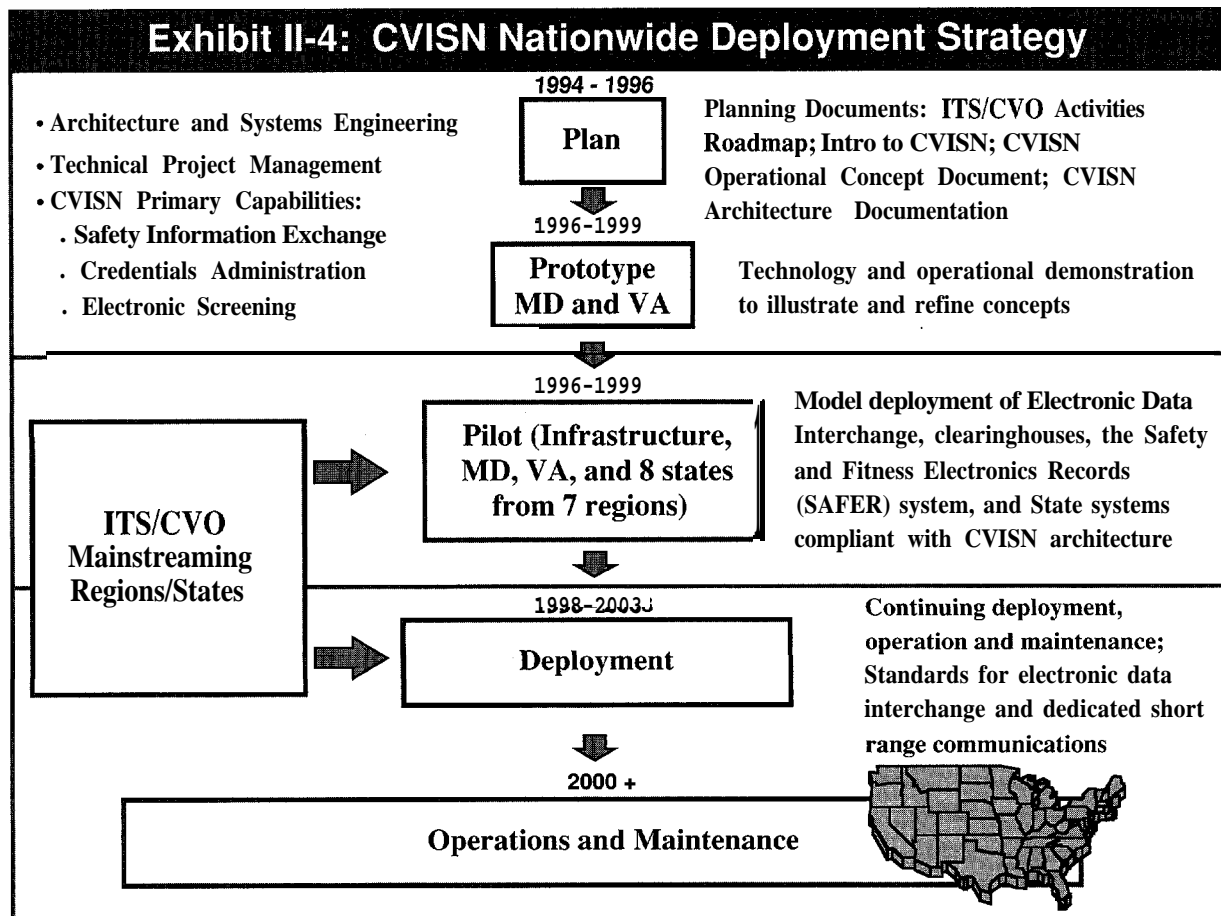 Exhibit II-4: CVISN Nationwide Deployment Strategy
1994 - 1996
Plan
• Architecture and Systems Engineering
• Technical Project Management
• CVISN Primary Capabilities:
. Safety Information Exchange
. Credentials Administration
. Electronic Screening
Planning Documents: ITS/CVO Activities
Roadmap; Intro to CVISN; CVISN
Operational Concept Document; CVISN
Architecture Documentation
1996-1999
Prototype
MD and VA
Technology and operational demonstration
to illustrate and refine concepts
1996-1999
Pilot (Infrastructure,
MD, VA, and 8 states
from 7 regions)
Model deployment of Electronic Data
Interchange, clearinghouses, the Safety
and Fitness Electronics Records
(SAFER) system, and State systems
compliant with CVISN architecture
ITS/CVO
Mainstreaming
Regions/States
1998-2003
Deployment
Continuing deployment,
operation and maintenance;
Standards for electronic data
interchange and dedicated short
range communications
2000 +
Operations and Maintenance